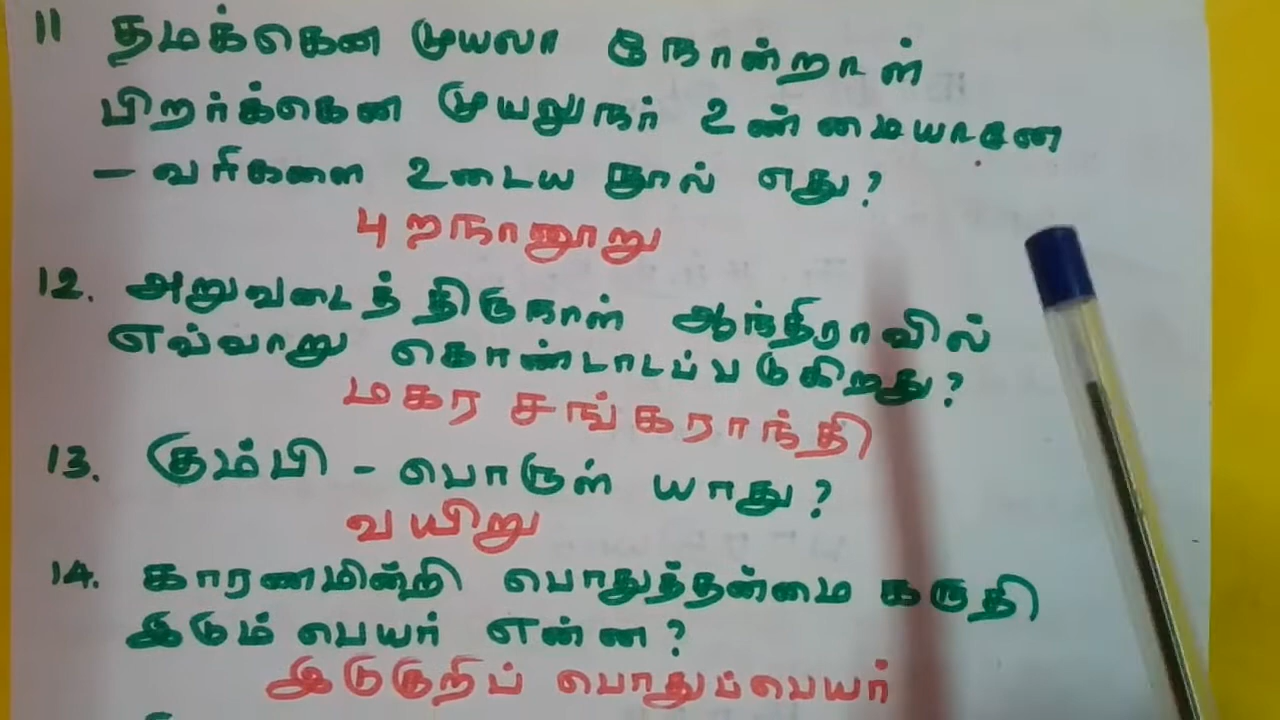 11 தமக்கென முயலா நோன்றாள்
பிறர்க்கென முயலுநர் உண்மையானே
– வரிகளை உடைய நூல் எது?
புறநானூறு
12. அறுவடைத் திருநாள் ஆந்திராவில்
எவ்வாறு கொண்டாடப்படுகிறது?
மகர சங்கராந்தி
13. கும்பி – பொருள் யாது?
வயிறு
14. காரணமின்றி பொதுத்தன்மை கருதி
இடும் பெயர் என்ன?
இடுகுறிப் பொதுப்பெயர்